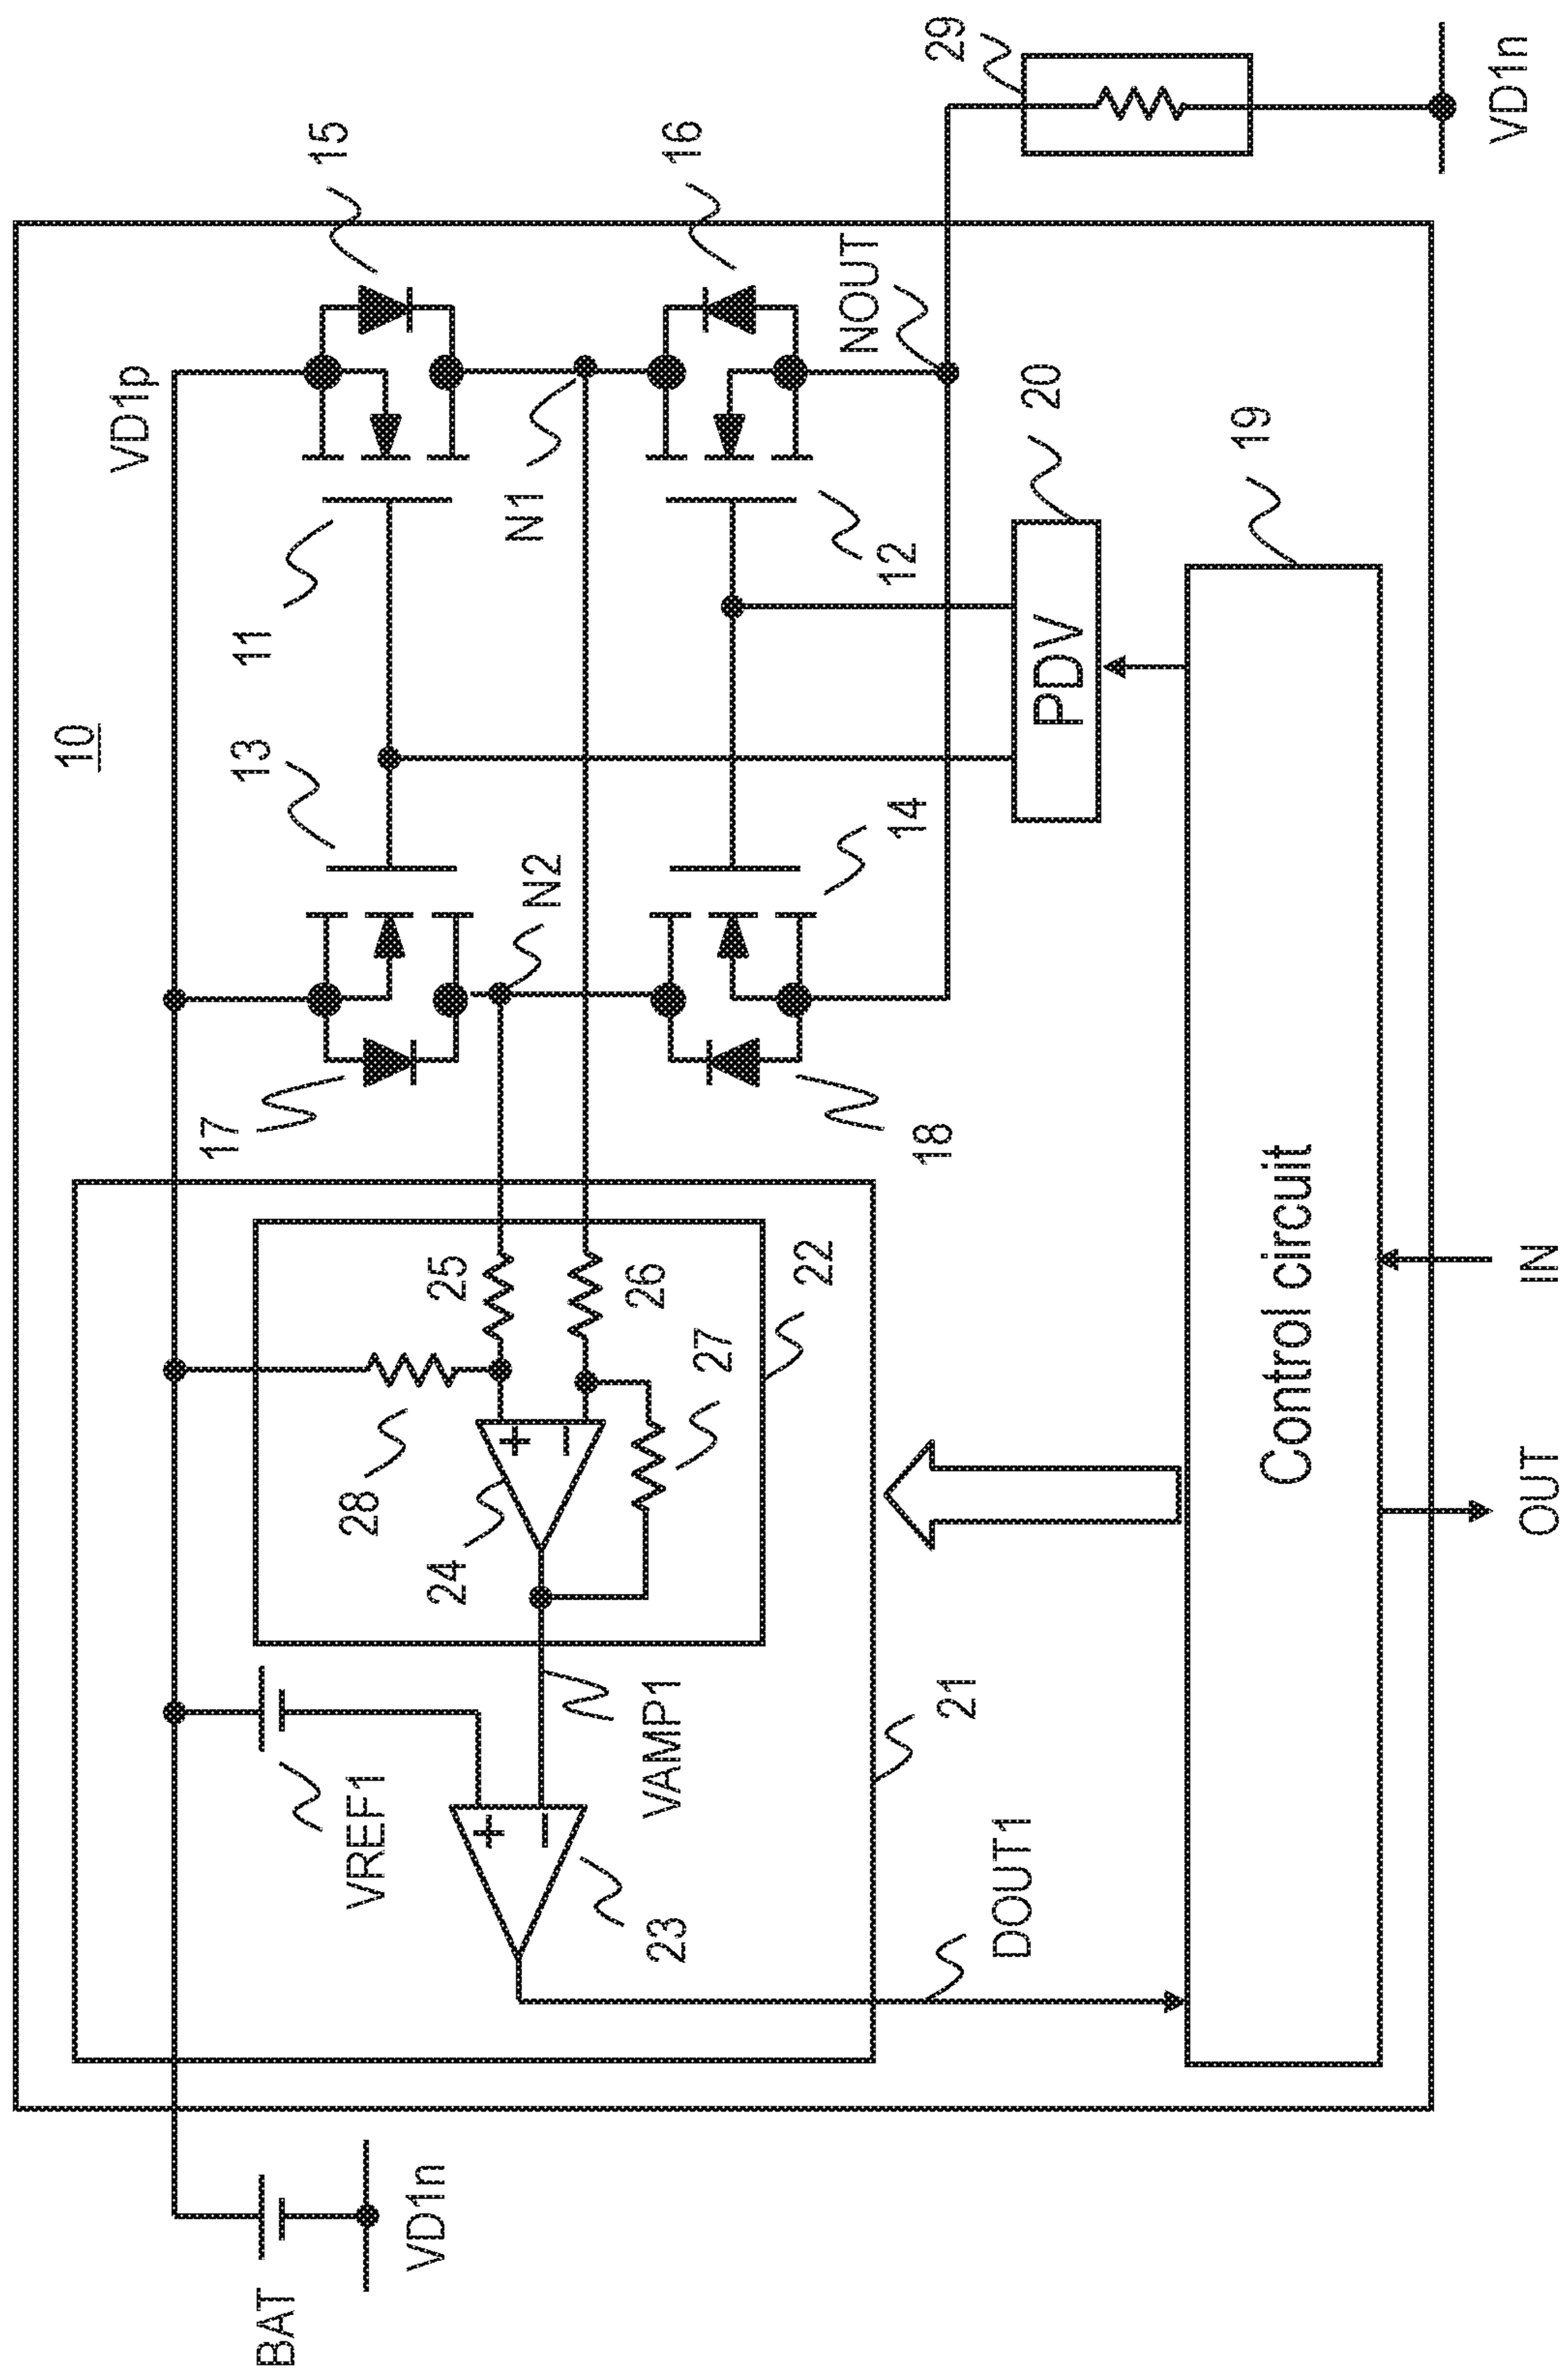 10
BAT
VD1n
VD1p
VREF1
23
VAMP1
DOUT1
21
24
28
25
26
27
22
17
18
N2
13
14
11
N1
12
15
16
NOUT
29
20
PDV
19
Control circuit
OUT
IN
VD1n